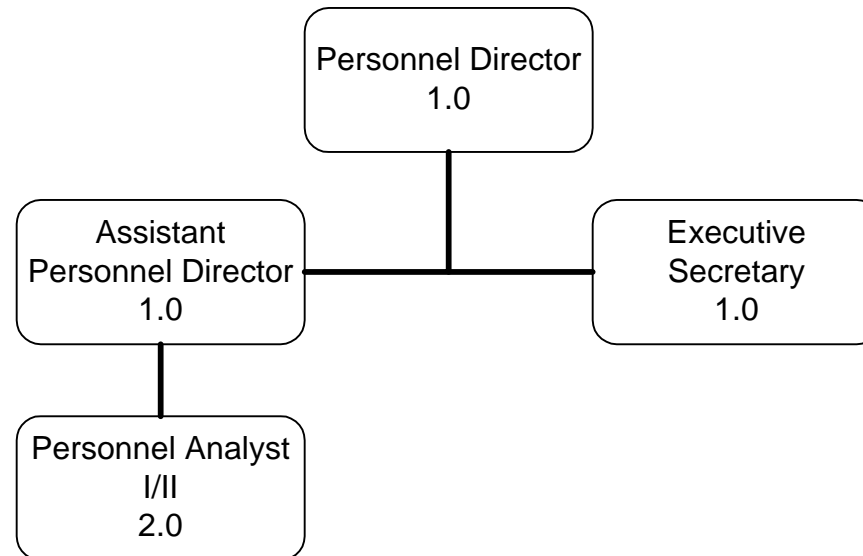 Personnel Director
1.0
Assistant
Personnel Director
1.0
Executive
Secretary
1.0
Personnel Analyst
I/II
2.0